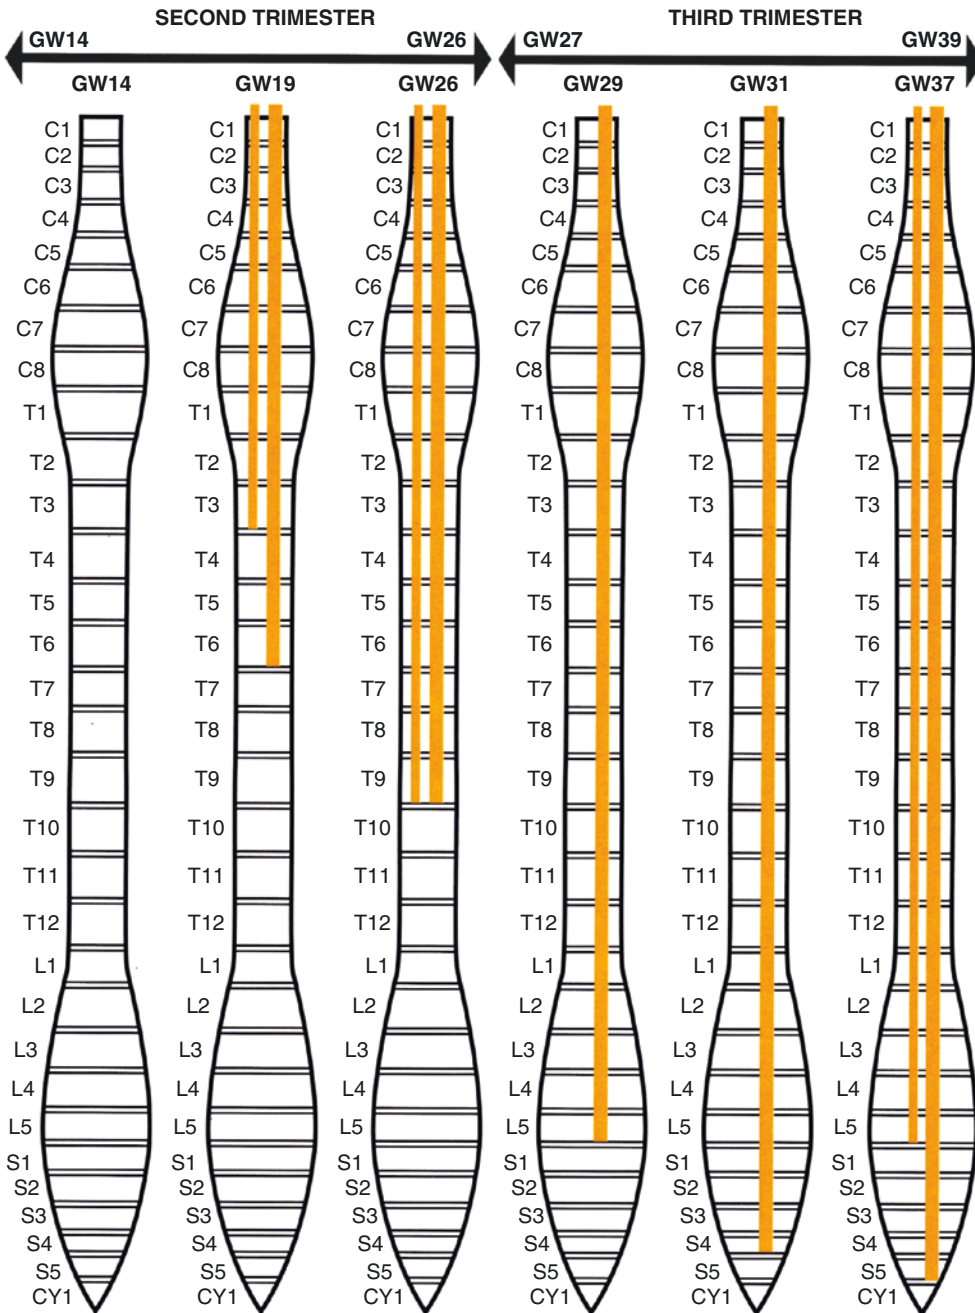 SECOND TRIMESTER THIRD TRIMESTER
GW14 GW26 GW27 GW39
GW14 GW19 GW26 GW29 GW31 GW37
C1 C1 C1 C1 C1 C1
C2 C2 C2 C2 C2 C2
C3 C3 C3 C3 C3 C3
C4 C4 C4 C4 C4 C4
C5 C5 C5 C5 C5 C5
C6 C6 C6 C6 C6 C6
C7 C7 C7 C7 C7 C7
C8 C8 C8 C8 C8 C8
T1 T1 T1 T1 T1 T1
T2 T2 T2 T2 T2 T2
T3 T3 T3 T3 T3 T3
T4 T4 T4 T4 T4 T4
T5 T5 T5 T5 T5 T5
T6 T6 T6 T6 T6 T6
T7 T7 T7 T7 T7 T7
T8 T8 T8 T8 T8 T8
T9 T9 T9 T9 T9 T9
T10 T10 T10 T10 T10 T10
T11 T11 T11 T11 T11 T11
T12 T12 T12 T12 T12 T12
L1 L1 L1 L1 L1 L1
L2 L2 L2 L2 L2 L2
L3 L3 L3 L3 L3 L3
L4 L4 L4 L4 L4 L4
L5 L5 L5 L5 L5 L5
S1 S1 S1 S1 S1 S1
S2 S2 S2 S2 S2 S2
S3 S3 S3 S3 S3 S3
S4 S4 S4 S4 S4 S4
S5 S5 S5 S5 S5 S5
CY1 CY1 CY1 CY1 CY1 CY1